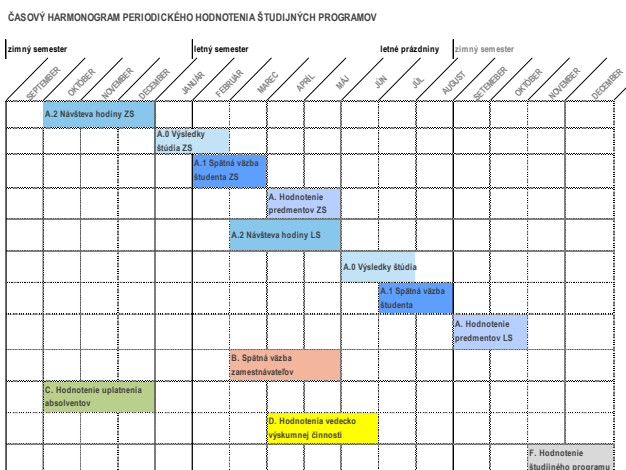 ČASOVÝ HARMONOGRAM PERIODICKÉHO HODNOTENIA ŠTUDIJNÝCH PROGRAMOV
zimný semester
letný semester
letné prázdniny
zimný semester
SEPTEMBER
OKTÓBER
NOVEMBER
DECEMBER
JANUÁR
FEBRUÁR
MAREC
APRÍL
MÁJ
JÚN
JÚL
AUGUST
SETEMEBER
OKTÓBER
NOVEMBER
DECEMBER
A.2 Návšteva hodiny ZS
A.0 Výsledky
štúdia ZS
A.1 Spätná väzba
študenta ZS
A. Hodnotenie
predmentov ZS
A.2 Návšteva hodiny LS
A.0 Výsledky štúdia
A.1 Spätná väzba
študenta
A. Hodnotenie
predmentov LS
B. Spätná väzba
zamestnávateľov
C. Hodnotenie uplatnenia
absolventov
D. Hodnotenia vedecko
výskumnej činnosti
F. Hodnotenie
študijného programu